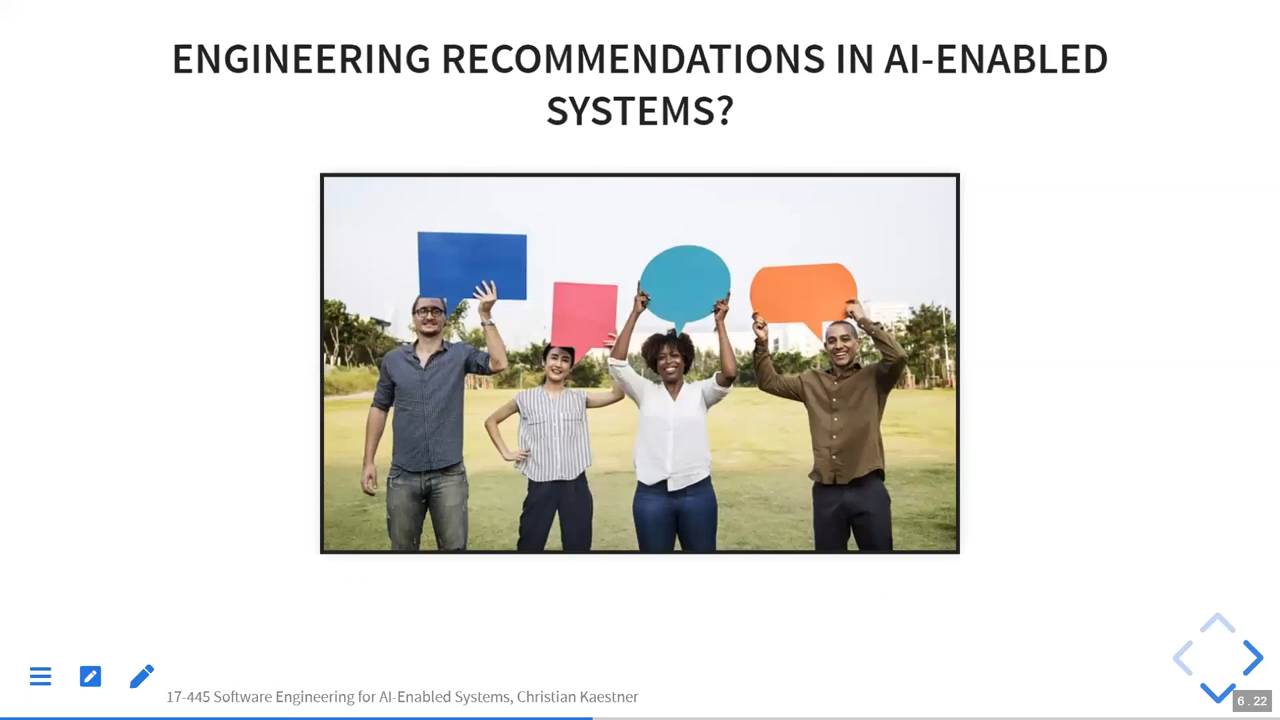 ENGINEERING RECOMMENDATIONS IN AI-ENABLED
SYSTEMS?
17-445 Software Engineering for AI-Enabled Systems, Christian Kaestner
6.22